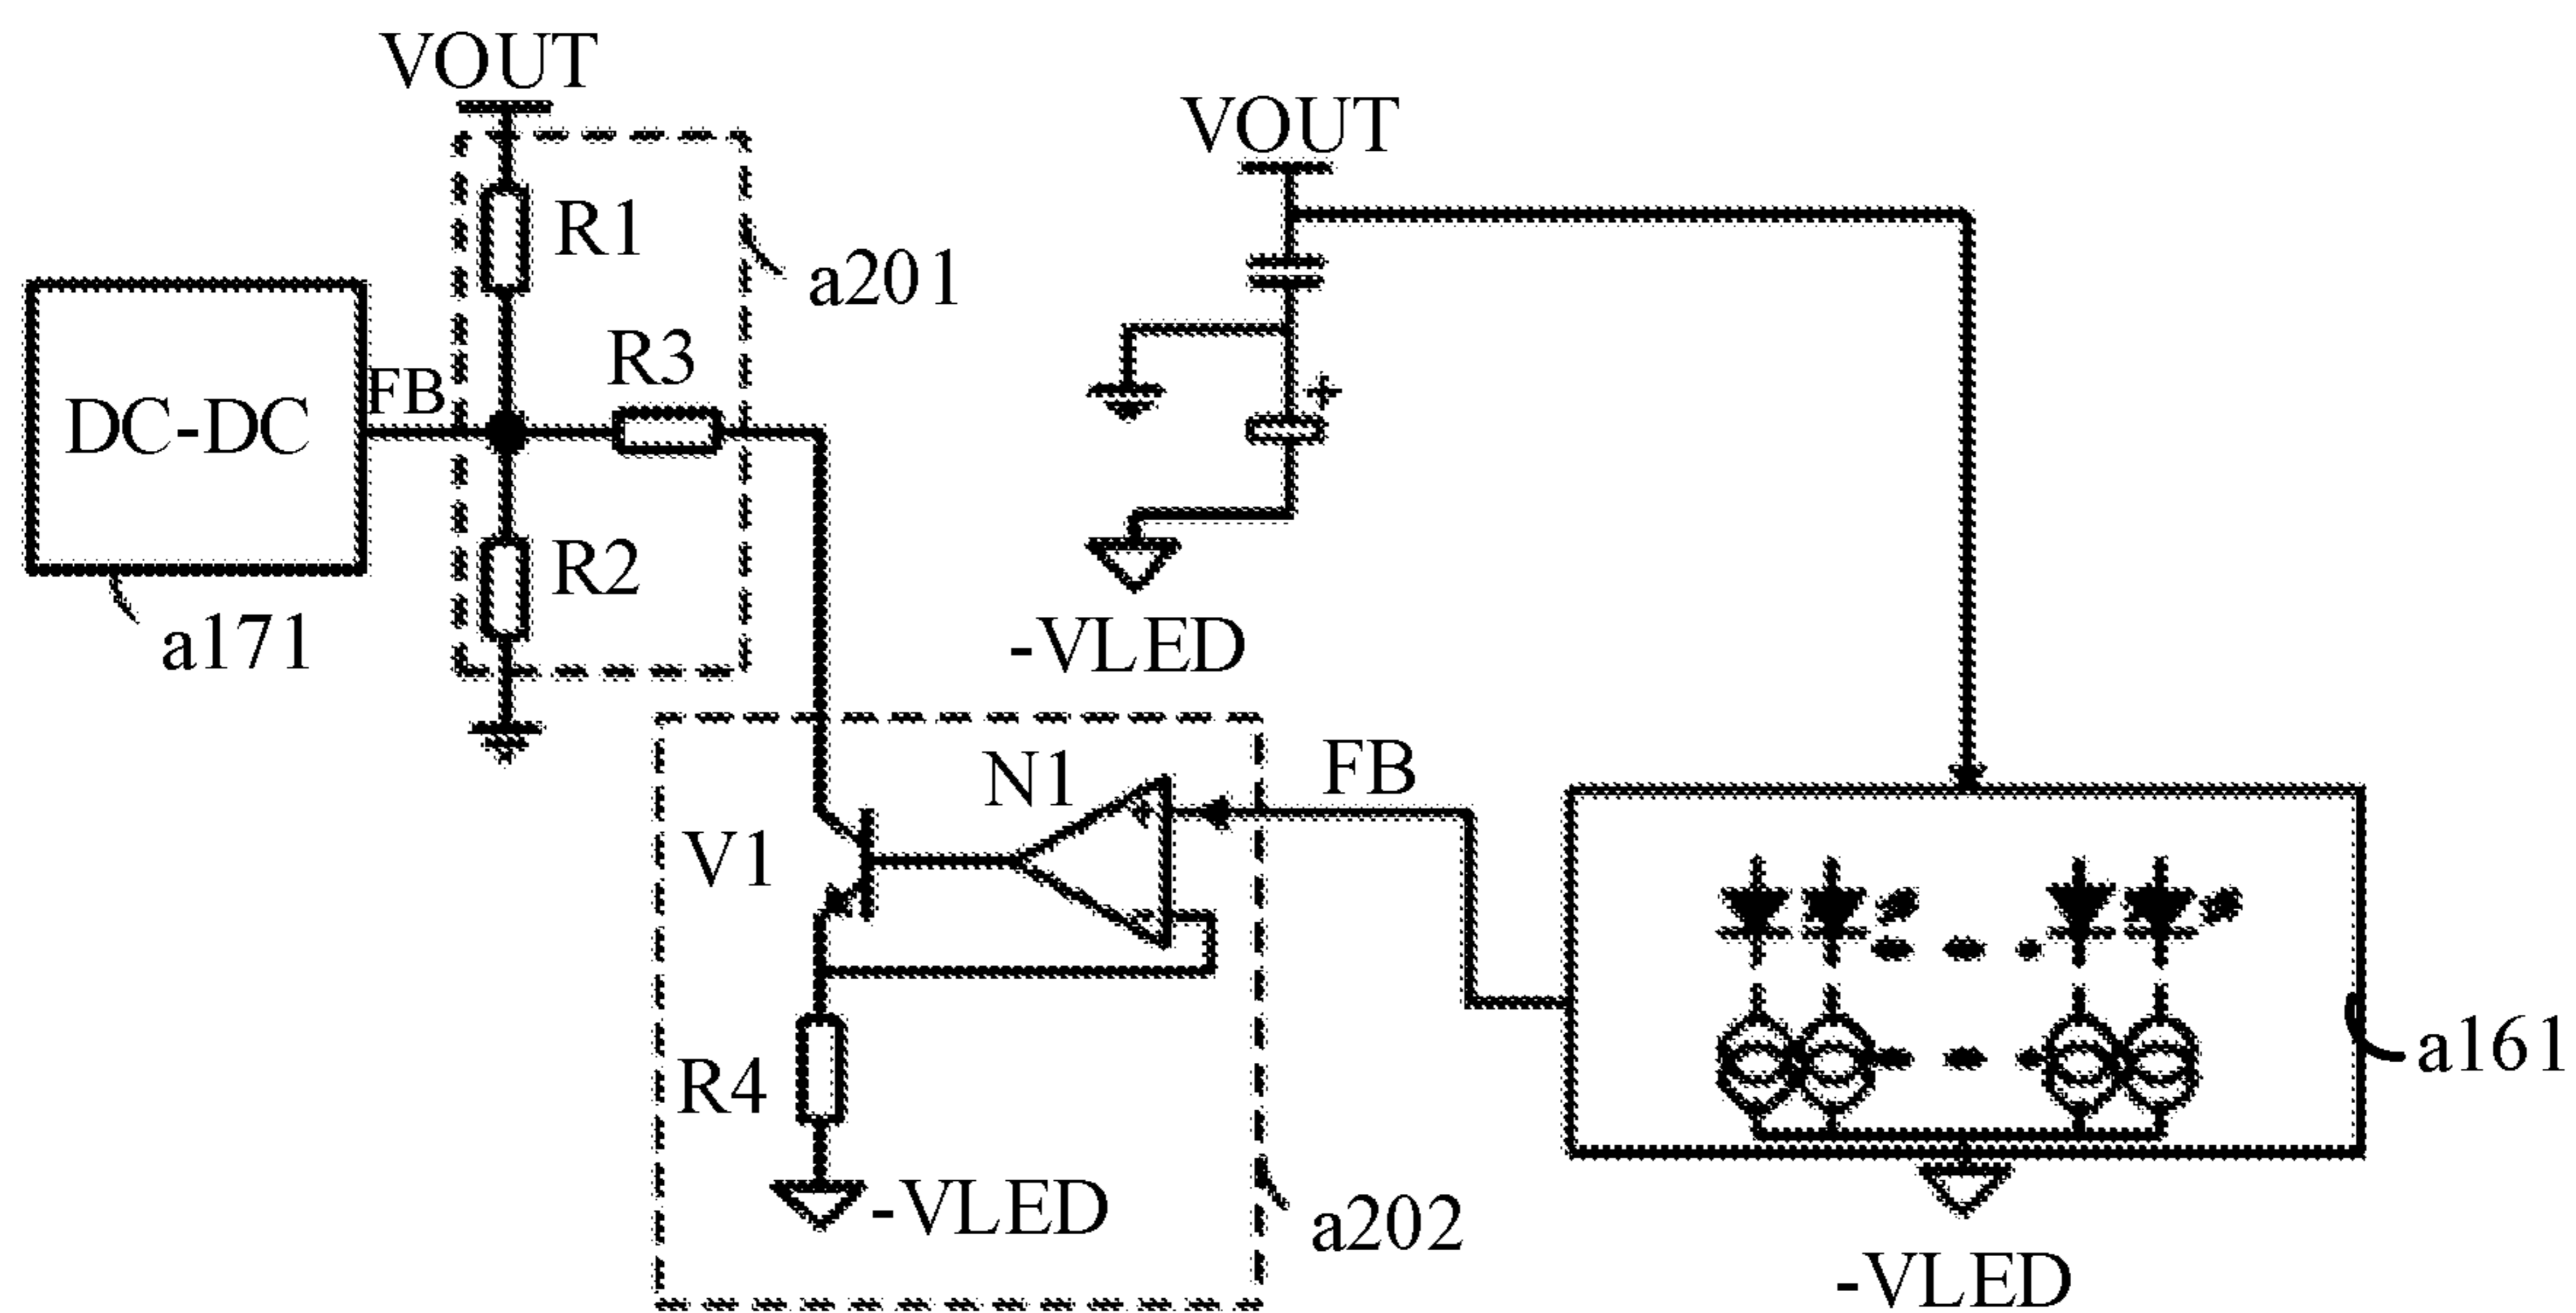 VOUT
VOUT
R1
a201
R3
FB
DC-DC
R2
a171
-VLED
N1
FB
V1
+
-
+
R4
a161
-VLED
a202
-VLED